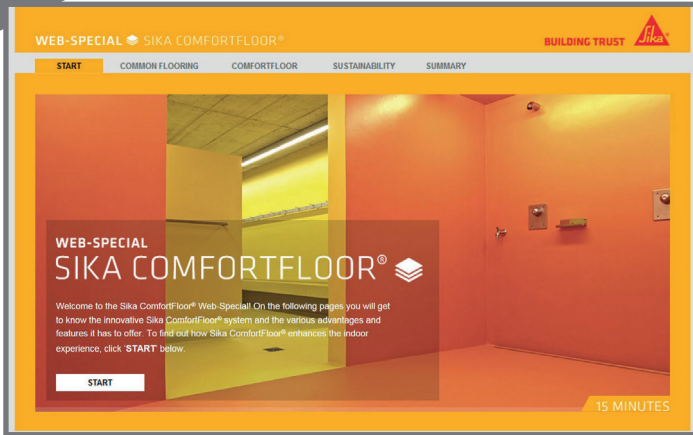 WEB-SPECIAL SIKA COMFORTFLOOR®
BUILDING TRUST
Sika®
START COMMON FLOORING COMFORTFLOOR SUSTAINABILITY SUMMARY
WEB-SPECIAL
SIKA COMFORTFLOOR®
Welcome to the Sika ComfortFloor® Web-Special! On the following pages you will get
to know the innovative Sika ComfortFloor® system and the various advantages and
features it has to offer. To find out how Sika ComfortFloor® enhances the indoor
experience, click 'START' below.
START
15 MINUTES